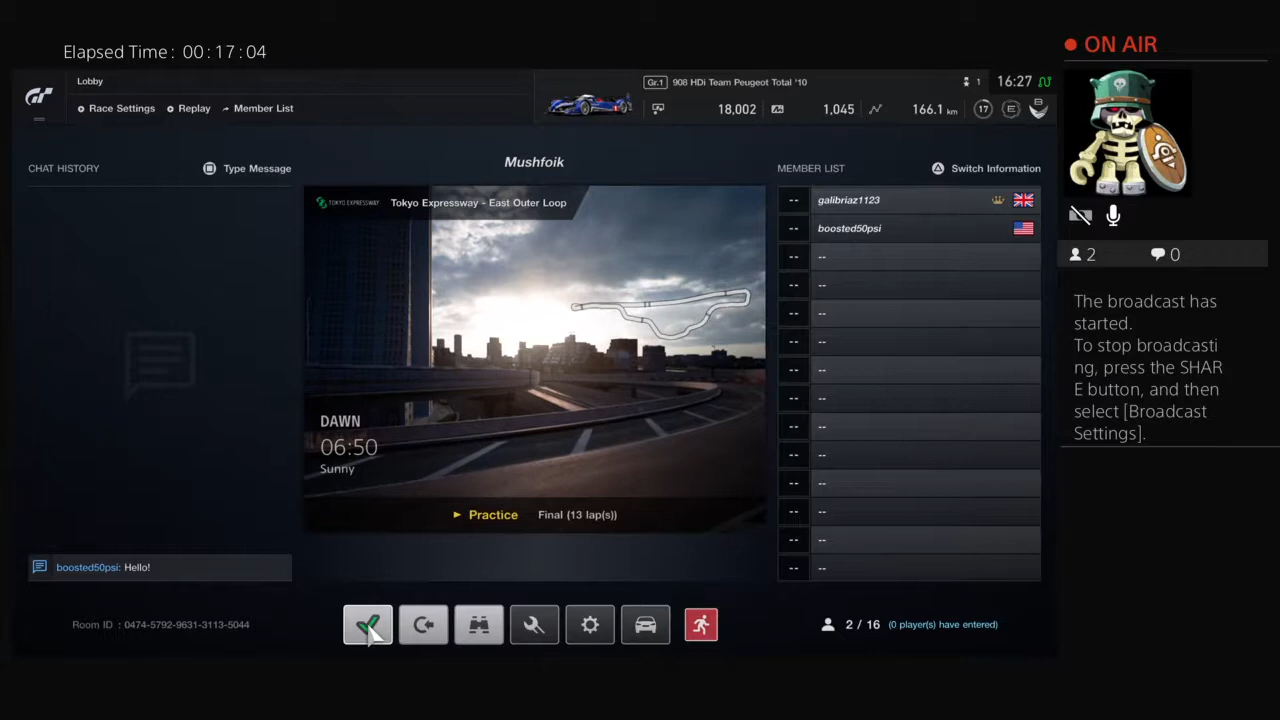 Elapsed Time: 00:17:04
ON AIR
Lobby
Race Settings Replay Member List
Gr.1 908 HDi Team Peugeot Total '10
1 16:27
18,002 1,045 166.1 km 17 E B
CHAT HISTORY Type Message
Mushfoik
MEMBER LIST Switch Information
TOKYO EXPRESSWAY Tokyo Expressway - East Outer Loop
-- galibriaz1123
-- boosted50psi
-- --
-- --
-- --
-- --
-- --
-- --
-- --
-- --
-- --
-- --
-- --
-- --
2 0
The broadcast has
started.
To stop broadcasti
ng, press the SHAR
E button, and then
select [Broadcast
Settings].
DAWN
06:50
Sunny
Practice Final (13 lap(s))
boosted50psi: Hello!
Room ID : 0474-5792-9631-3113-5044
2 / 16 (0 player(s) have entered)